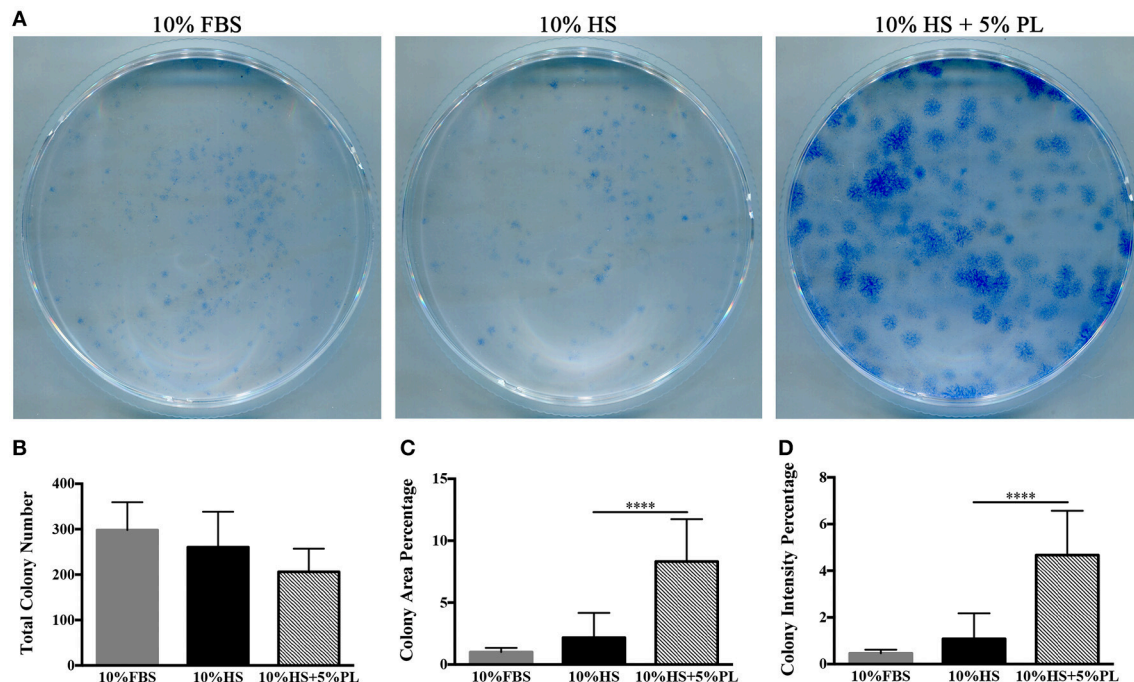 A
10% FBS
10% HS
10% HS + 5% PL
B
Total Colony Number
400
300
200
100
0
10%FBS
10%HS
10%HS+5%PL
C
Colony Area Percentage
15
10
5
0
****
10%FBS
10%HS
10%HS+5%PL
D
Colony Intensity Percentage
8
6
4
2
0
****
10%FBS
10%HS
10%HS+5%PL